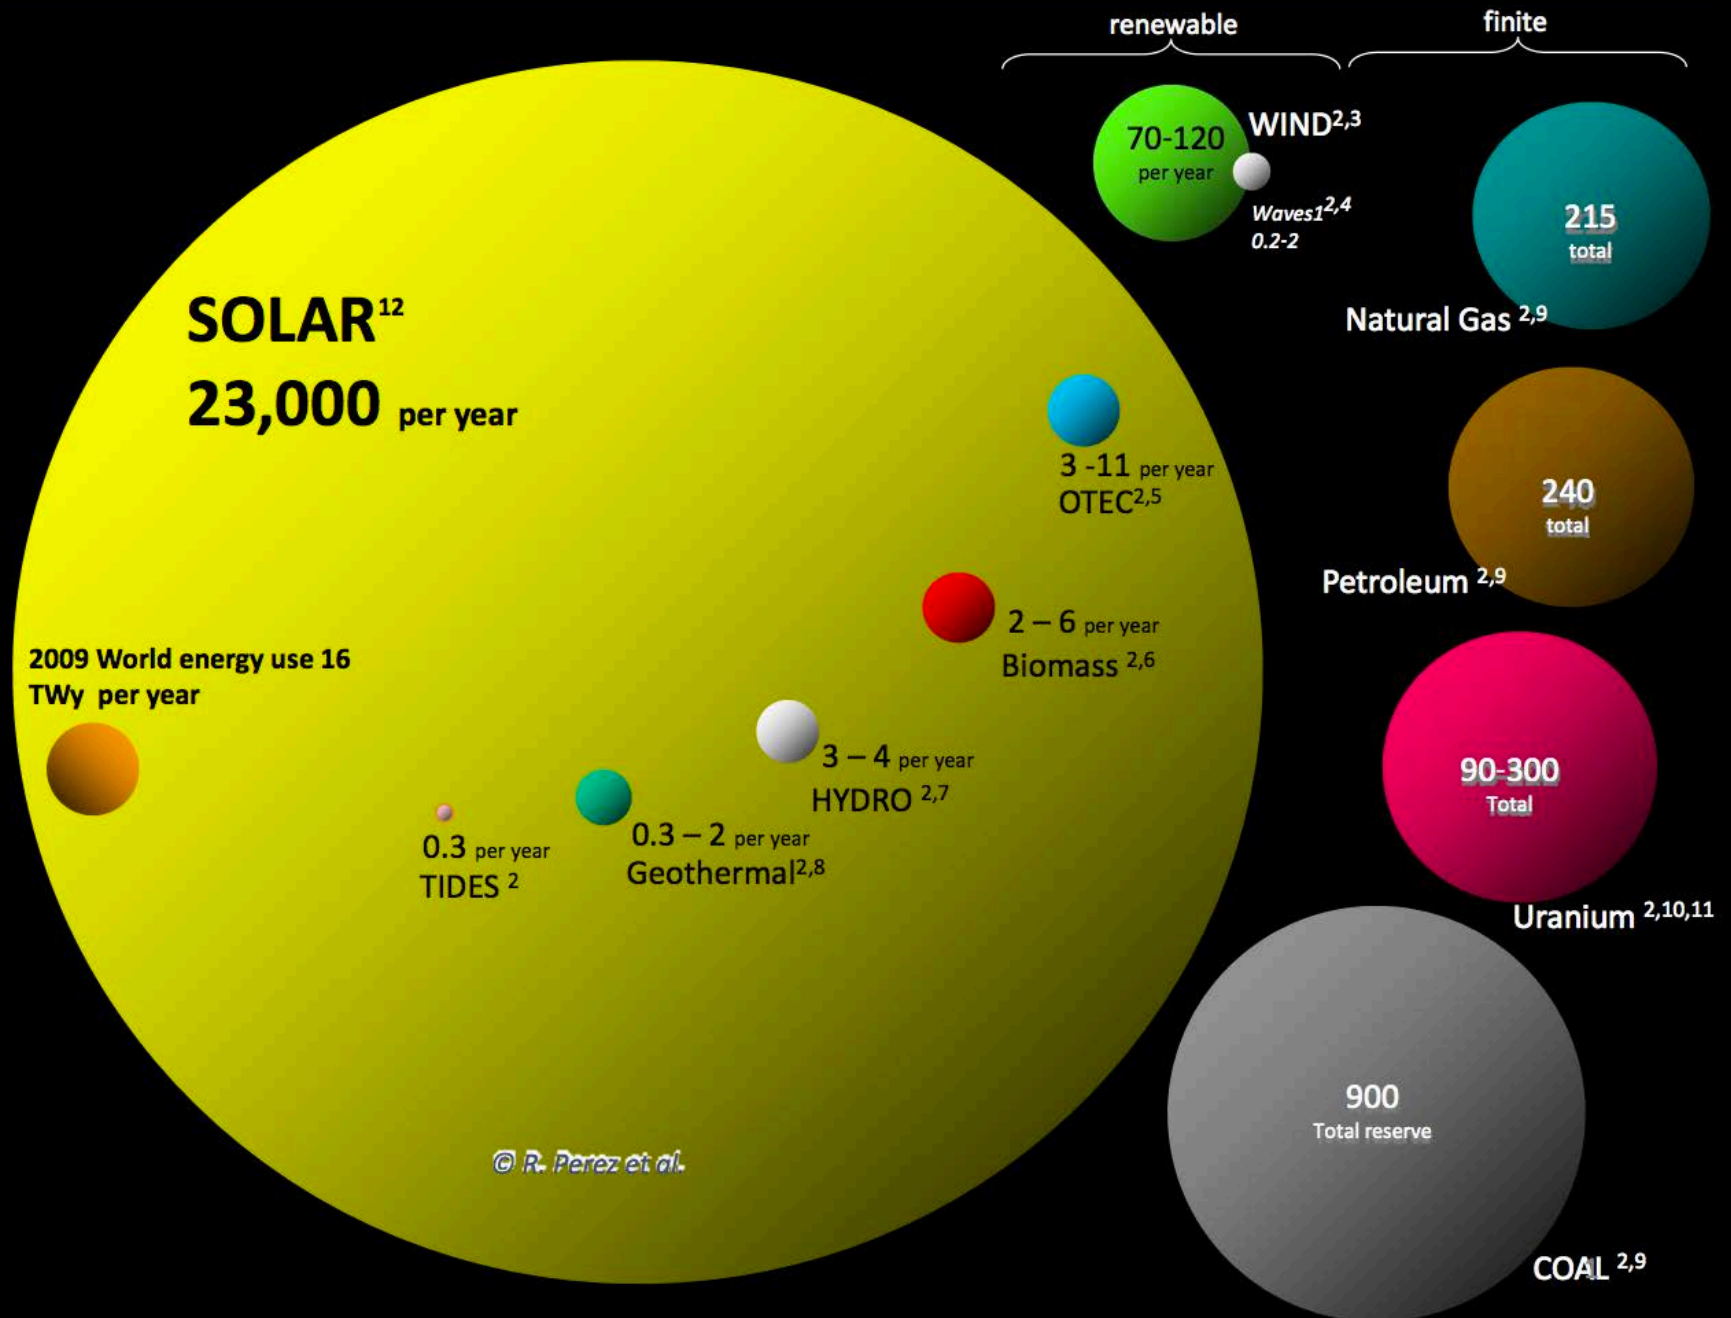 renewable
finite
70-120
per year
WIND2,3
Waves12,4
0.2-2
215
total
Natural Gas 2,9
SOLAR12
23,000 per year
3 -11 per year
OTEC2,5
240
total
Petroleum 2,9
2 – 6 per year
Biomass 2,6
2009 World energy use 16
TWy per year
3 – 4 per year
HYDRO 2,7
0.3 – 2 per year
Geothermal2,8
0.3 per year
TIDES 2
90-300
Total
Uranium 2,10,11
900
Total reserve
COAL 2,9
© R. Perez et al.